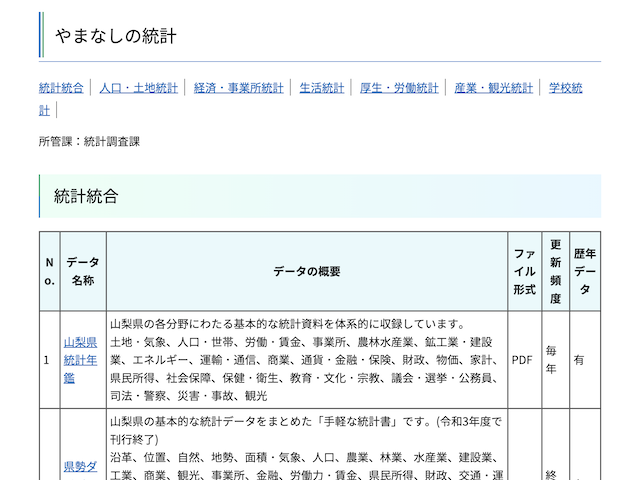 やまなしの統計
統計統合 │ 人口・土地統計 │ 経済・事業所統計 │ 生活統計 │ 厚生・労働統計 │ 産業・観光統計 │ 学校統
計 │
所管課：統計調査課
統計統合
No. データ名称 データの概要 ファイル形式 更新頻度 歴年データ
1 山梨県統計年鑑 山梨県の各分野にわたる基本的な統計資料を体系的に収録しています。
土地・気象、人口・世帯、労働・賃金、事業所、農林水産業、鉱工業・建設
業、エネルギー、運輸・通信、商業、通貨・金融・保険、財政、物価、家計、
県民所得、社会保障、保健・衛生、教育・文化・宗教、議会・選挙・公務員、
司法・警察、災害・事故、観光
PDF 毎年 有
山梨県の基本的な統計データをまとめた「手軽な統計書」です。(令和3年度で
刊行終了)
沿革、位置、自然、地勢、面積・気象、人口、農業、林業、水産業、建設業、
県勢ダ
工業、商業、観光、事業所、金融、労働力・賃金、県民所得、財政、交通・運
終